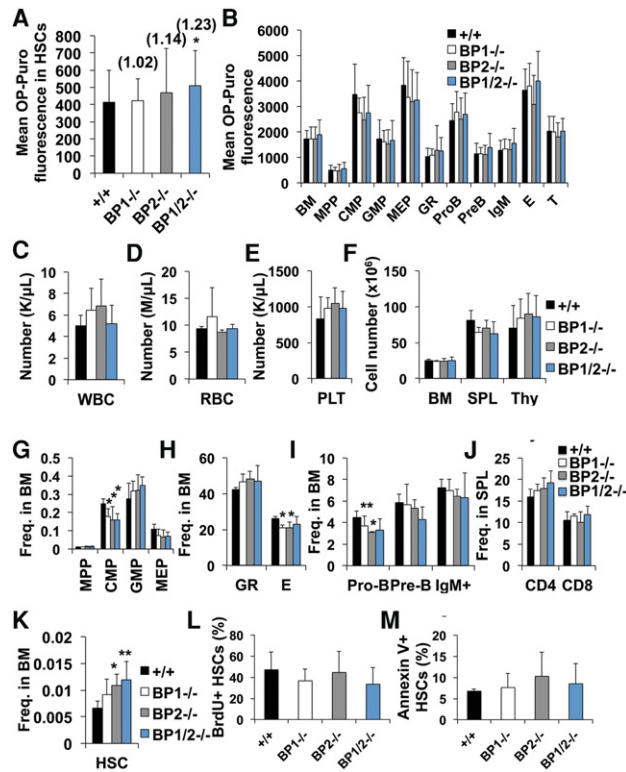 A
Mean OP-Puro
fluorescence in HSCs
800
700
600
500
400
300
200
100
0
(1.02)
(1.14)
(1.23)
*
+/+
BP1-/-
BP2-/-
BP1/2-/-
B
Mean OP-Puro
fluorescence
6000
5000
4000
3000
2000
1000
0
+/+
BP1-/-
BP2-/-
BP1/2-/-
BM
MPP
CMP
GMP
MEP
GR
ProB
PreB
IgM
E
T
C
Number (K/µL)
10
8
6
4
2
0
WBC
D
Number (M/µL)
20
15
10
5
0
RBC
E
Number (K/µL)
1500
1000
500
0
PLT
F
Cell number (x10⁶)
150
100
50
0
BM SPL Thy
+/+
BP1-/-
BP2-/-
BP1/2-/-
G
Freq. in BM
0.5
0.4
0.3
0.2
0.1
0
* * *
*
MPP
CMP
GMP
MEP
H
Freq. in BM
60
40
20
0
* *
GR E
I
Freq. in BM
10
8
6
4
2
0
**
*
Pro-B Pre-B IgM+
J
Freq. in SPL
25
20
15
10
5
0
CD4 CD8
+/+
BP1-/-
BP2-/-
BP1/2-/-
K
Freq. in BM
0.02
0.015
0.01
0.005
0
* **
HSC
+/+
BP1-/-
BP2-/-
BP1/2-/-
L
BrdU+ HSCs (%)
80
60
40
20
0
+/+
BP1-/-
BP2-/-
BP1/2-/-
M
Annexin V+
HSCs (%)
20
15
10
5
0
+/+
BP1-/-
BP2-/-
BP1/2-/-